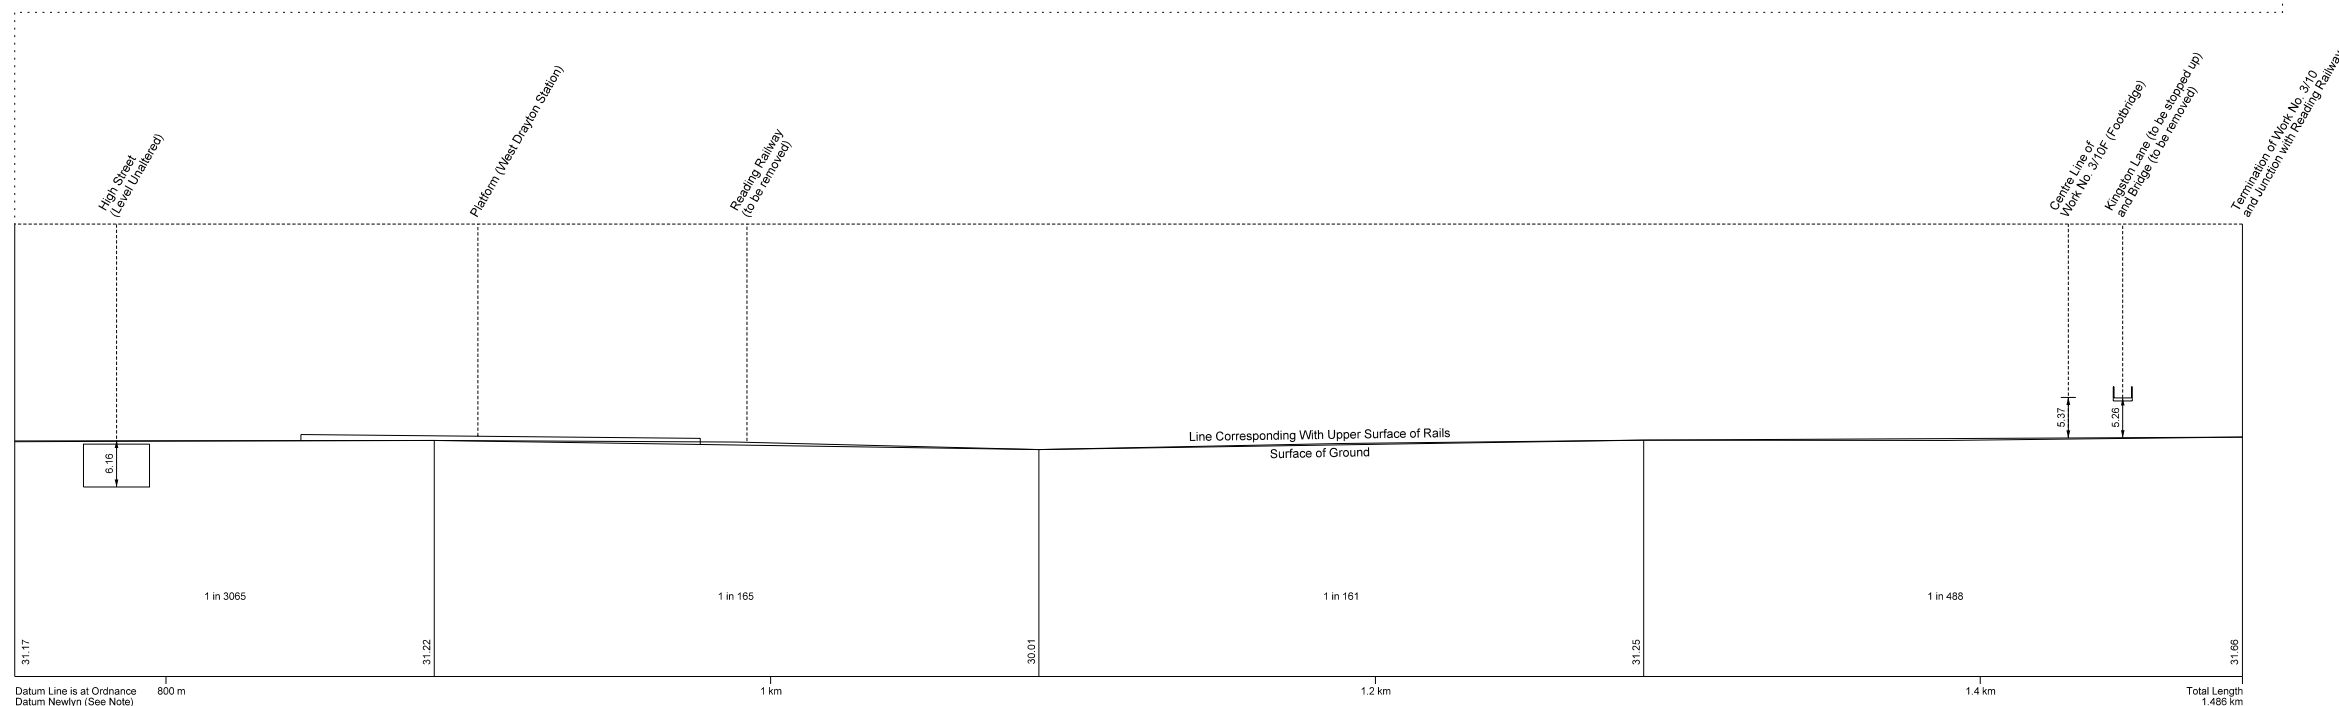 High Street
(Level Unaltered)
Platform (West Drayton Station)
Reading Railway
(to be removed)
Centre Line of
Work No. 3/10F (Footbridge)
Kingston Lane (to be stopped up)
and Bridge (to be removed)
Termination of Work No. 3/10
and Junction with Reading Railway
6.16
5.37
5.26
Line Corresponding With Upper Surface of Rails
Surface of Ground
1 in 3065
1 in 165
1 in 161
1 in 488
31.17
31.22
30.01
31.25
31.66
Datum Line is at Ordnance
Datum Newlyn (See Note)
800 m
1 km
1.2 km
1.4 km
Total Length
1.486 km